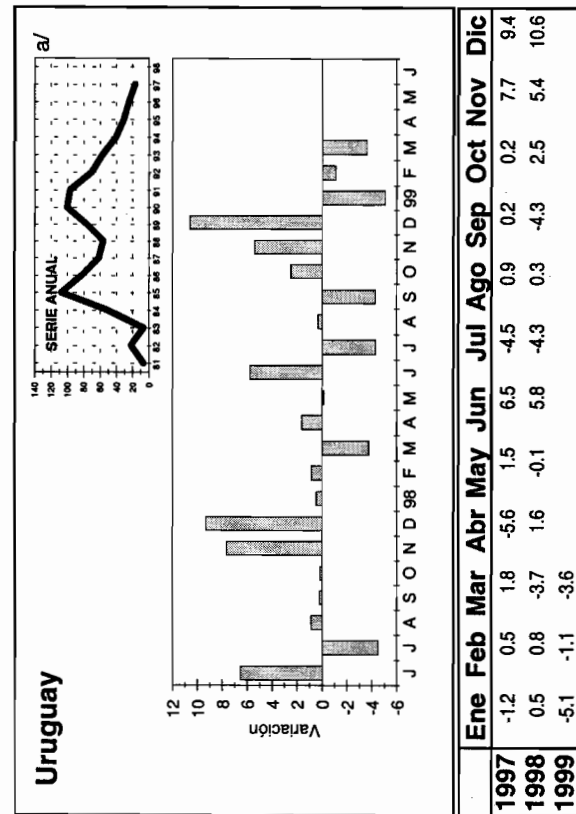 Uruguay
a/
SERIE ANUAL
140
120
100
80
60
40
20
0
81 82 83 84 85 86 87 88 89 90 91 92 93 94 95 96 97 98
Variación
12
10
8
6
4
2
0
-2
-4
-6
J J A S O N D 98 F M A M J J A S O N D 99 F M A M J
Ene Feb Mar Abr May Jun Jul Ago Sep Oct Nov Dic
1997 -1.2 0.5 1.8 -5.6 1.5 6.5 -4.5 0.9 0.2 0.2 7.7 9.4
1998 0.5 0.8 -3.7 1.6 -0.1 5.8 -4.3 0.3 -4.3 2.5 5.4 10.6
1999 -5.1 -1.1 -3.6